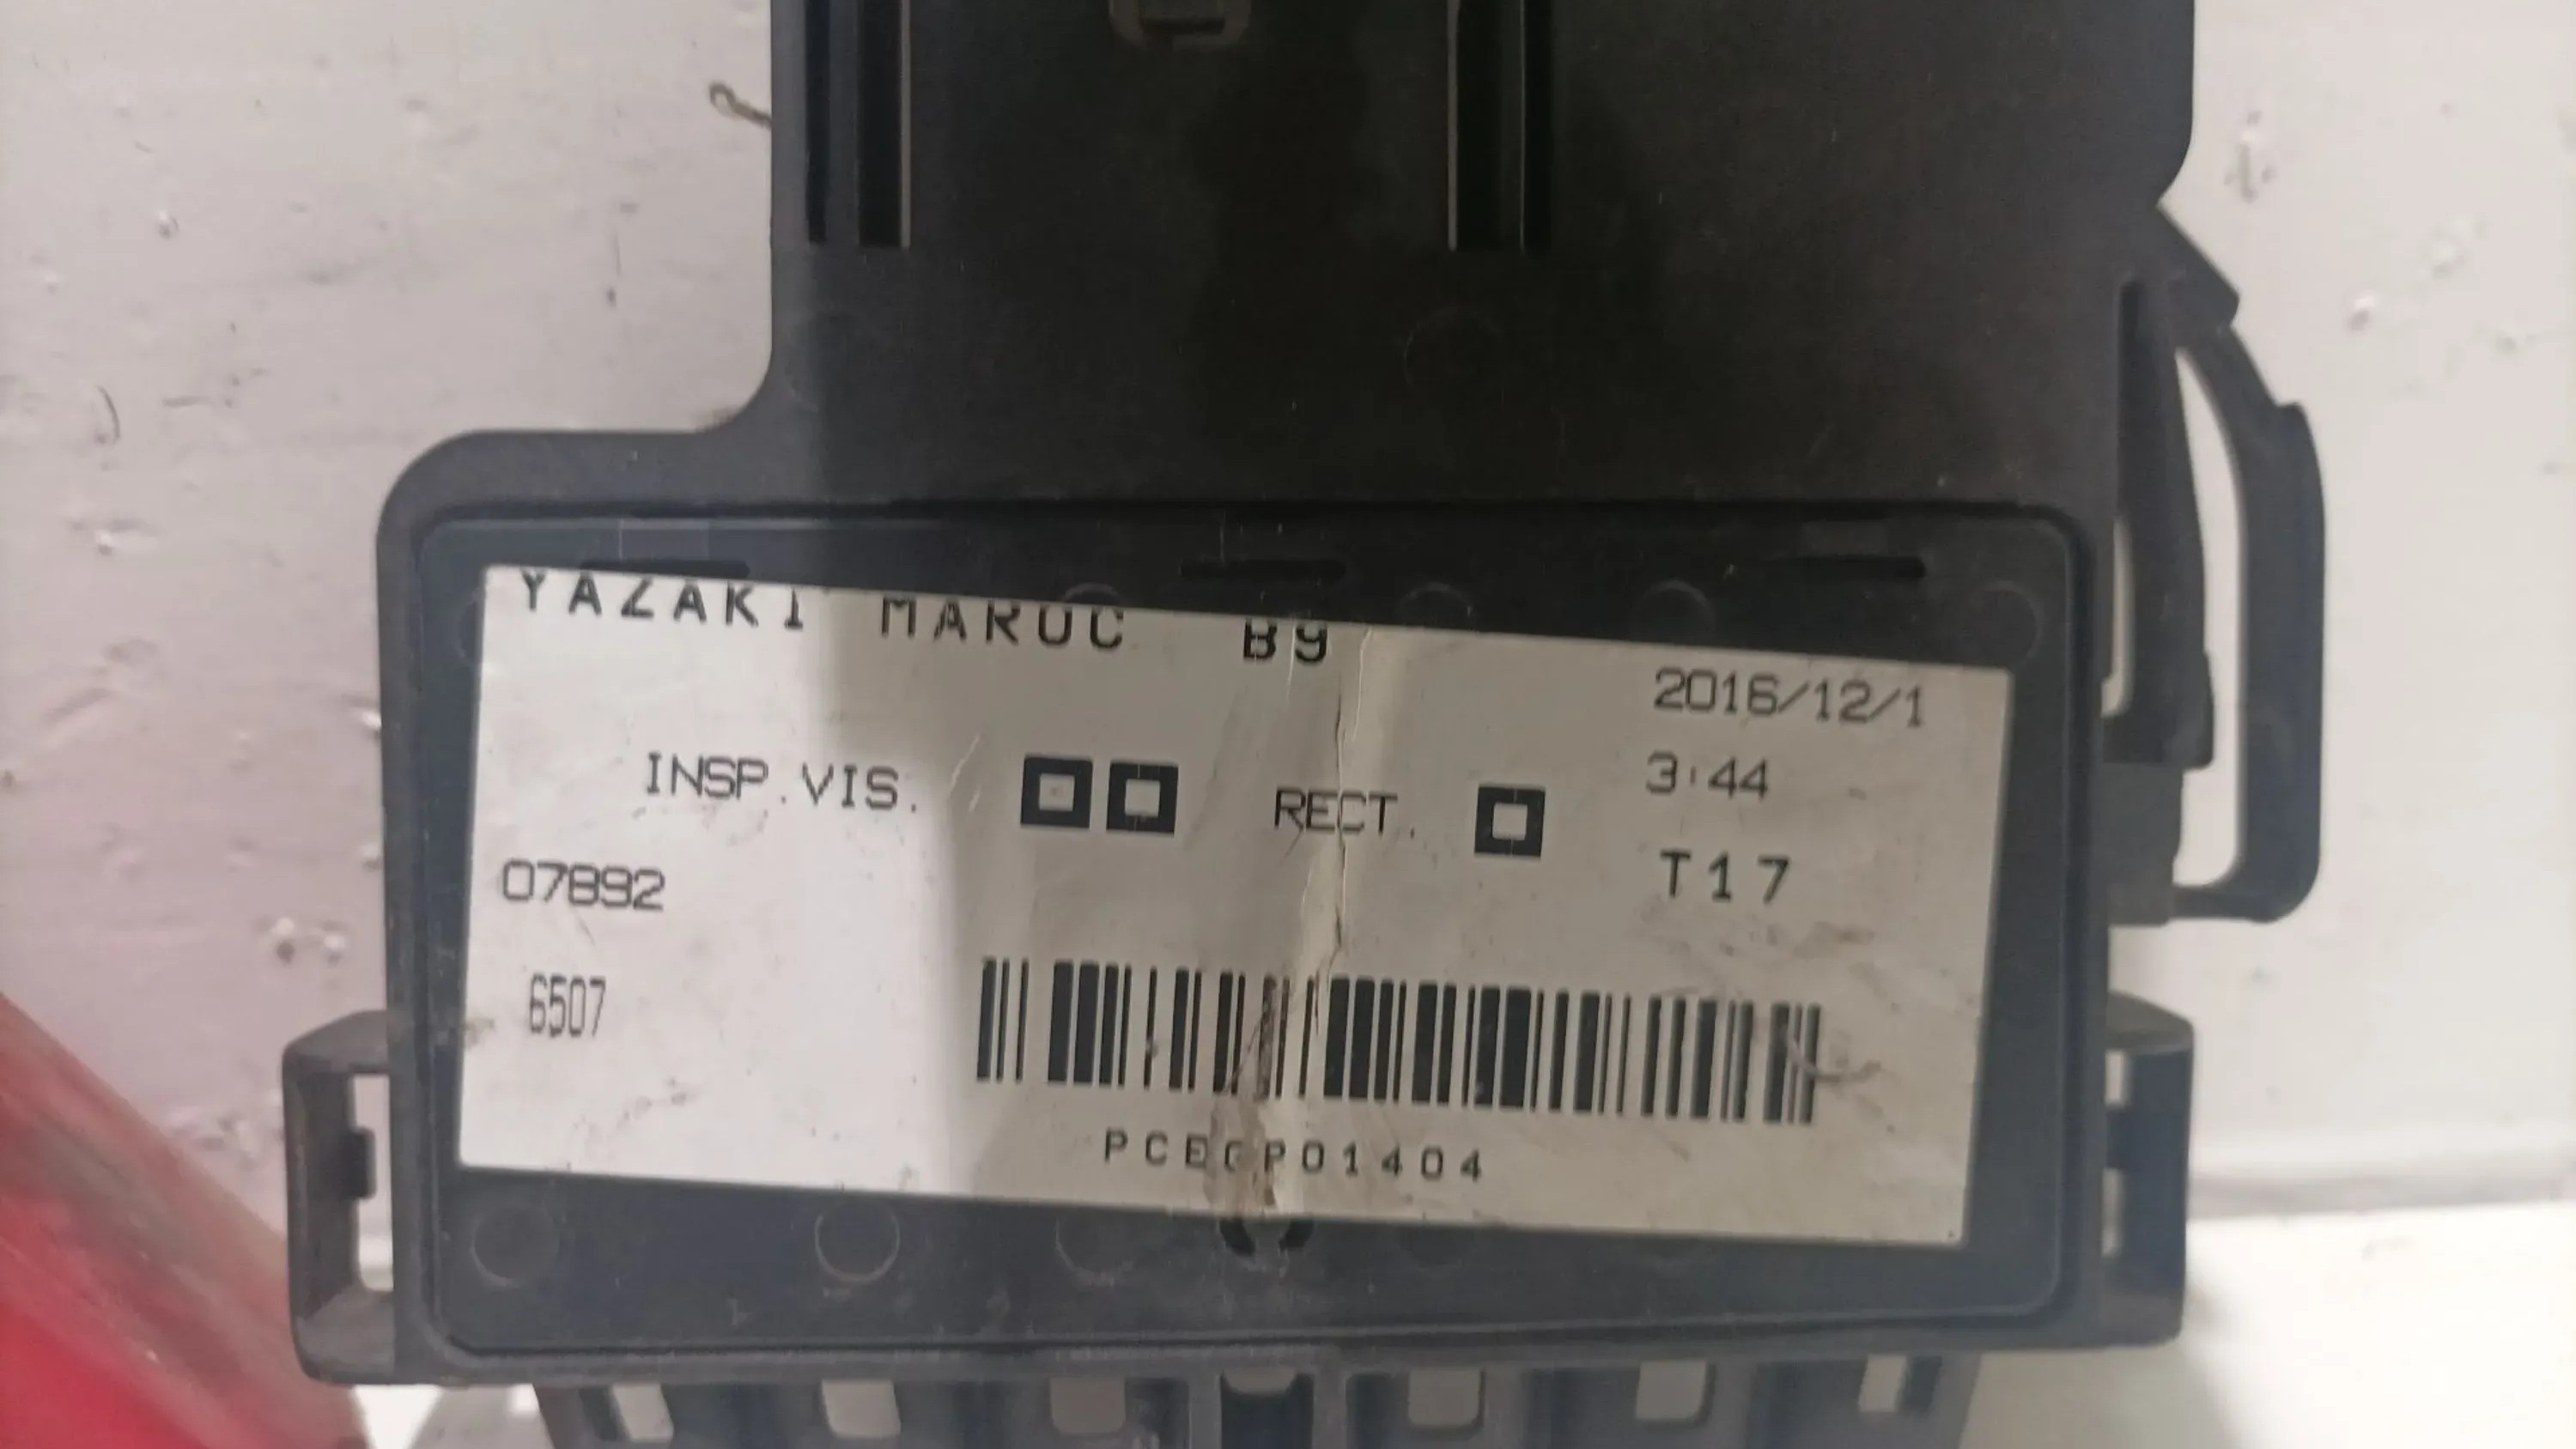 YAZAKI MAROC B9
2016/12/1
INSP.VIS. RECT. 3:44
07892 T17
6507